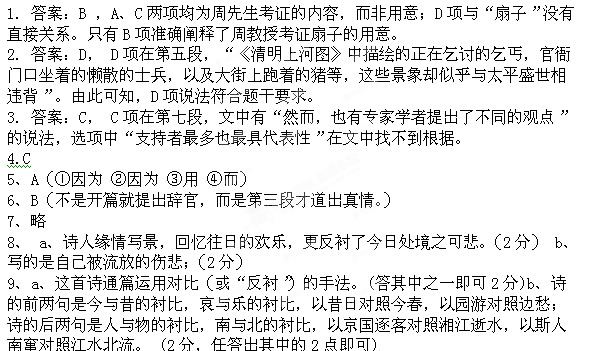 1. 答案：B ，A、C两项均为周先生考证的内容，而非用意；D项与“扇子”没有
直接关系。只有B项准确阐释了周教授考证扇子的用意。
2. 答案：D， D项在第五段，“《清明上河图》中描绘的正在乞讨的乞丐，官衙
门口坐着的懒散的士兵，以及大街上跑着的猪等，这些景象却似乎与太平盛世相
违背”。由此可知，D项说法符合题干要求。
3. 答案：C， C项在第七段，文中有“然而，也有专家学者提出了不同的观点”
的说法，选项中“支持者最多也最具代表性”在文中找不到根据。
4.C
5、A（①因为 ②因为 ③用 ④而）
6、B（不是开篇就提出辞官，而是第三段才道出真情。）
7、略
8、 a、诗人缘情写景，回忆往日的欢乐，更反衬了今日处境之可悲。（2分） b、
写的是自己被流放的伤悲；（2分）
9、a、这首诗通篇运用对比（或“反衬”）的手法。(答其中之一即可2分)b、诗
的前两句是今与昔的衬比，哀与乐的衬比，以昔日对照今春，以园游对照边愁；
诗的后两句是人与物的衬比，南与北的衬比，以京国逐客对照湘江逝水，以斯人
南窜对照江水北流。（2分，任答出其中的2点即可）